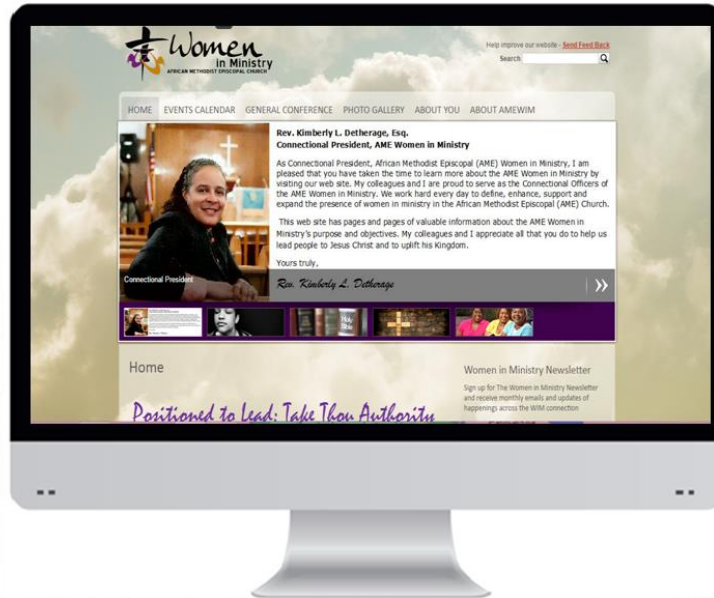 Women
in Ministry
AFRICAN METHODIST EPISCOPAL CHURCH
Help improve our website - Send Feed Back
Search
HOME EVENTS CALENDAR GENERAL CONFERENCE PHOTO GALLERY ABOUT YOU ABOUT AMEWIM
Rev. Kimberly L. Detherage, Esq.
Connectional President, AME Women in Ministry
As Connectional President, African Methodist Episcopal (AME) Women in Ministry, I am
pleased that you have taken the time to learn more about the AME Women in Ministry by
visiting our web site. My colleagues and I are proud to serve as the Connectional Officers of
the AME Women in Ministry. We work hard every day to define, enhance, support and
expand the presence of women in ministry in the African Methodist Episcopal (AME) Church.
This web site has pages and pages of valuable information about the AME Women in
Ministry's purpose and objectives. My colleagues and I appreciate all that you do to help us
lead people to Jesus Christ and to uplift his Kingdom.
Yours truly,
Connectional President
Rev. Kimberly L. Detherage
Holy
Bible
Home
Positioned to Lead: Take Thou Authority
Women in Ministry Newsletter
Sign up for The Women in Ministry Newsletter
and receive monthly emails and updates of
happenings across the WIM connection